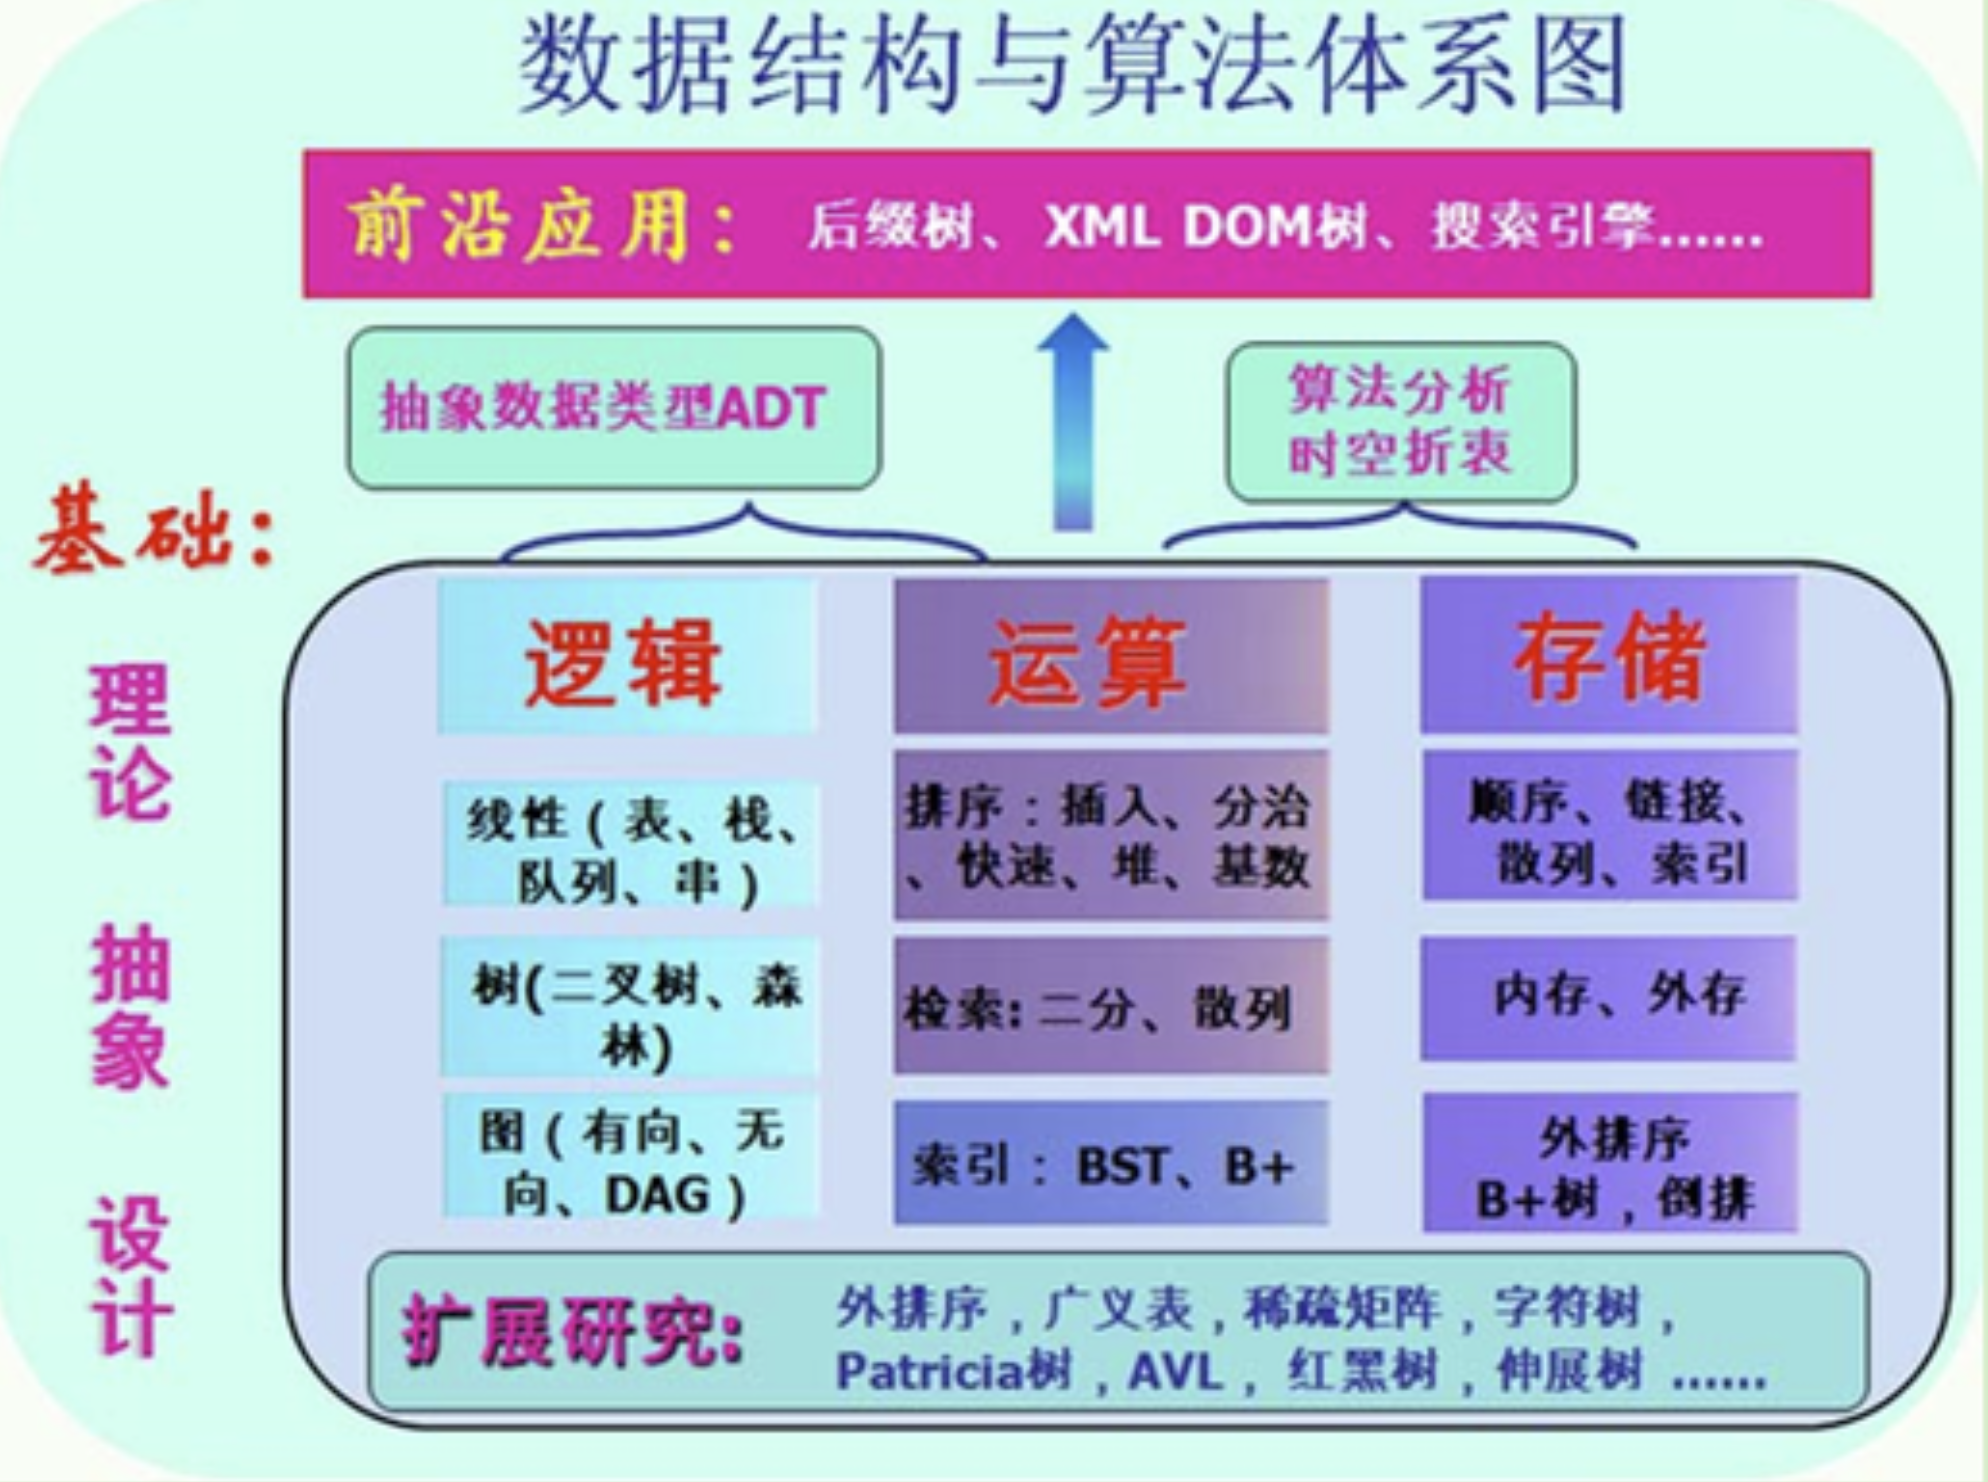 数据结构与算法体系图
前沿应用： 后缀树、XML DOM树、搜索引擎......
抽象数据类型ADT
算法分析
时空折衷
基础：
理论
抽象
设计
逻辑
线性（表、栈、
队列、串）
树(二叉树、森
林)
图（有向、无
向、DAG）
运算
排序：插入、分治
、快速、堆、基数
检索: 二分、散列
索引：BST、B+
存储
顺序、链接、
散列、索引
内存、外存
外排序
B+树，倒排
扩展研究: 外排序，广义表，稀疏矩阵，字符树，
Patricia树，AVL，红黑树，伸展树 ......